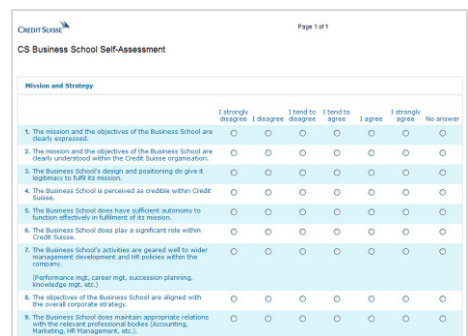 CREDIT SUISSE
Page 1 of 1
CS Business School Self-Assessment
Mission and Strategy
I strongly disagree I disagree I tend to disagree I tend to agree I agree I strongly agree No answer
1. The mission and the objectives of the Business School are
clearly expressed.
2. The mission and the objectives of the Business School are
clearly understood within the Credit Suisse organisation.
3. The Business School's design and positioning do give it
legitimacy to fulfil its mission.
4. The Business School is perceived as credible within Credit
Suisse.
5. The Business School does have sufficient autonomy to
function effectively in fulfilment of its mission.
6. The Business School does play a significant role within
Credit Suisse.
7. The Business School's activities are geared well to wider
management development and HR policies within the
company.
(Performance mgt, career mgt, succession planning,
knowledge mgt, etc.)
8. The objectives of the Business School are aligned with
the overall corporate strategy.
9. The Business School does maintain appropriate relations
with the relevant professional bodies (Accounting,
Marketing, HR Management, etc.).